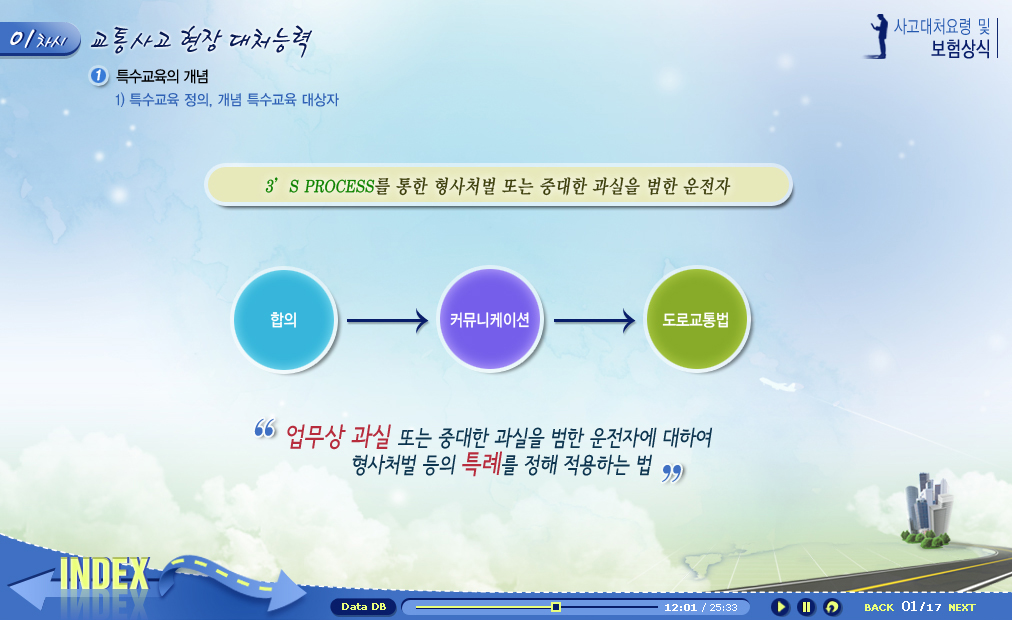 01 차시
교통사고 현장 대처능력
사고대처요령 및
보험상식
1 특수교육의 개념
1) 특수교육 정의, 개념 특수교육 대상자
3’ S PROCESS를 통한 형사처벌 또는 중대한 과실을 범한 운전자
합의
커뮤니케이션
도로교통법
“ 업무상 과실 또는 중대한 과실을 범한 운전자에 대하여
형사처벌 등의 특례를 정해 적용하는 법 ”
INDEX
Data DB
12:01 / 25:33
BACK 01/17 NEXT